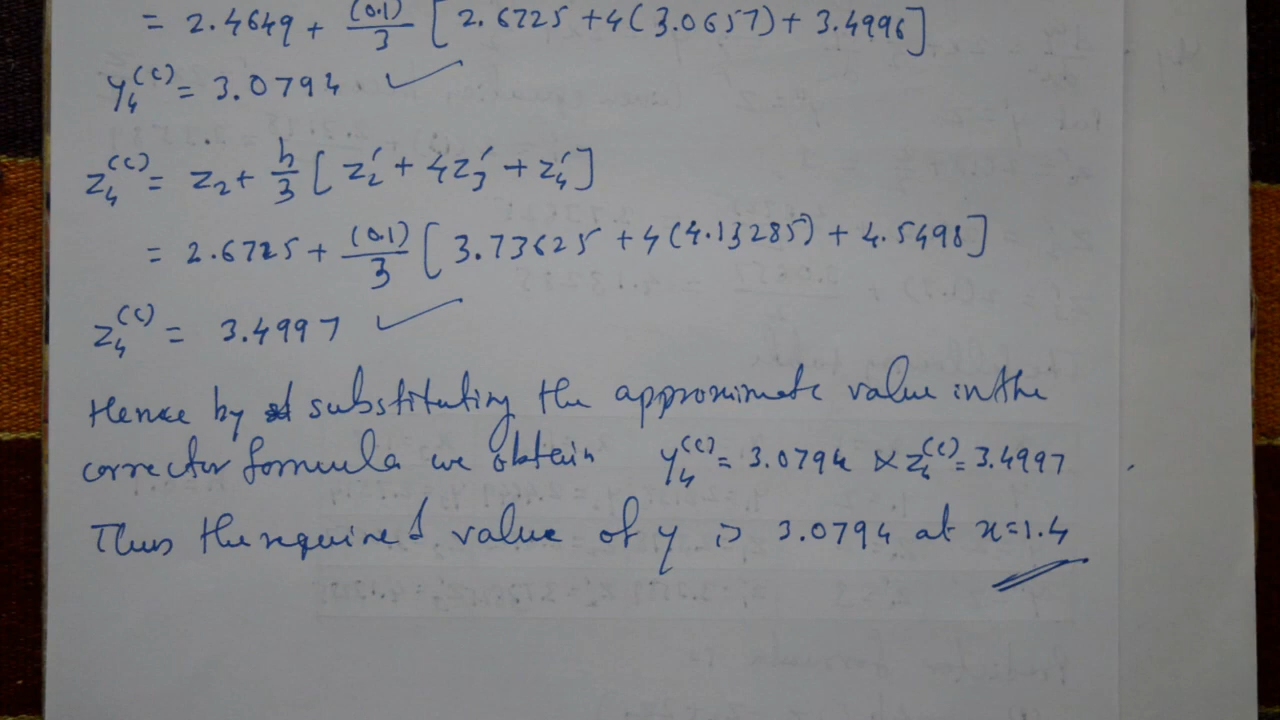 = 2.4649 + (0.1)/3 [ 2.6725 + 4(3.0657) + 3.4996]
y₄⁽ᶜ⁾ = 3.0794 ✓
z₄⁽ᶜ⁾ = z₂ + h/3 [ z₂′ + 4z₃′ + z₄′ ]
= 2.6725 + (0.1)/3 [ 3.73625 + 4(4.13285) + 4.5498]
z₄⁽ᶜ⁾ = 3.4997 ✓
Hence by substituting the approximate value in the
corrector formula we obtain y₄⁽ᶜ⁾ = 3.0794 & z₄⁽ᶜ⁾ = 3.4997
Thus the required value of y is 3.0794 at x=1.4